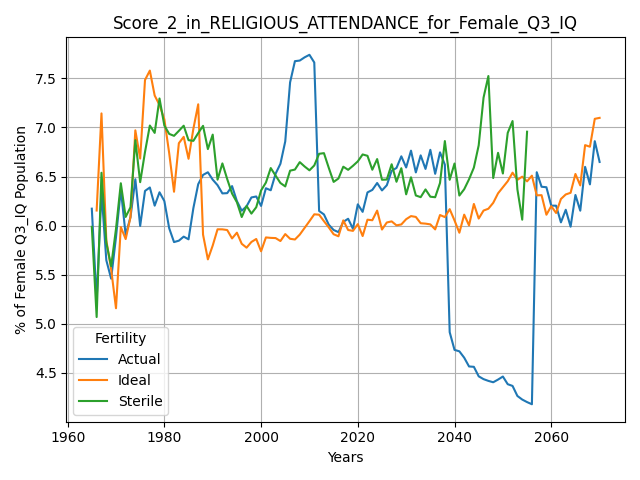 Score_2_in_RELIGIOUS_ATTENDANCE_for_Female_Q3_IQ
% of Female Q3_IQ Population
7.5
7.0
6.5
6.0
5.5
5.0
4.5
Fertility
Actual
Ideal
Sterile
1960
1980
2000
2020
2040
2060
Years